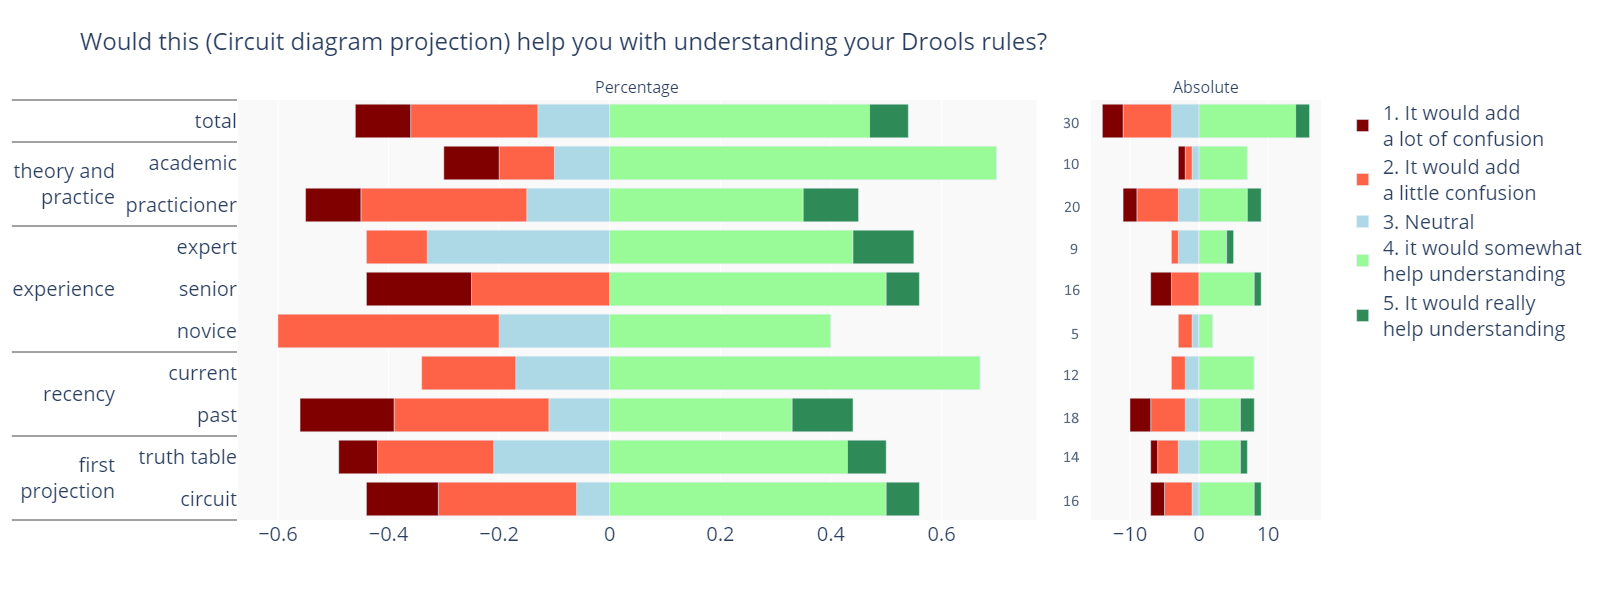 Would this (Circuit diagram projection) help you with understanding your Drools rules?
Percentage
Absolute
total
30
theory and
practice
academic
10
practicioner
20
experience
expert
9
senior
16
novice
5
recency
current
12
past
18
first
projection
truth table
14
circuit
16
−0.6
−0.4
−0.2
0
0.2
0.4
0.6
−10
0
10
1. It would add
a lot of confusion
2. It would add
a little confusion
3. Neutral
4. it would somewhat
help understanding
5. It would really
help understanding